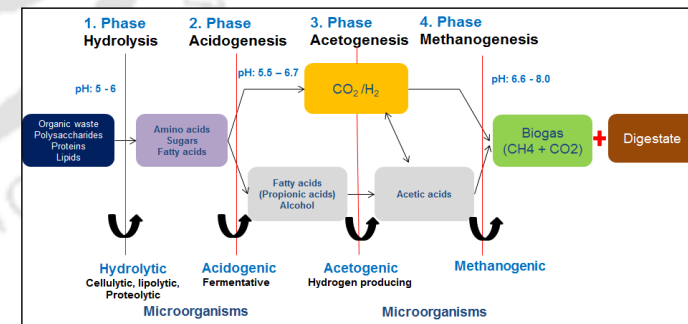 1. Phase
Hydrolysis
2. Phase
Acidogenesis
3. Phase
Acetogenesis
4. Phase
Methanogenesis
pH: 5 - 6
pH: 5.5 – 6.7
pH: 6.6 - 8.0
Organic waste
Polysaccharides
Proteins
Lipids
Amino acids
Sugars
Fatty acids
CO2 /H2
Fatty acids
(Propionic acids)
Alcohol
Acetic acids
Biogas
(CH4 + CO2)
Digestate
Hydrolytic
Cellulytic, lipolytic,
Proteolytic
Acidogenic
Fermentative
Acetogenic
Hydrogen producing
Methanogenic
Microorganisms
Microorganisms